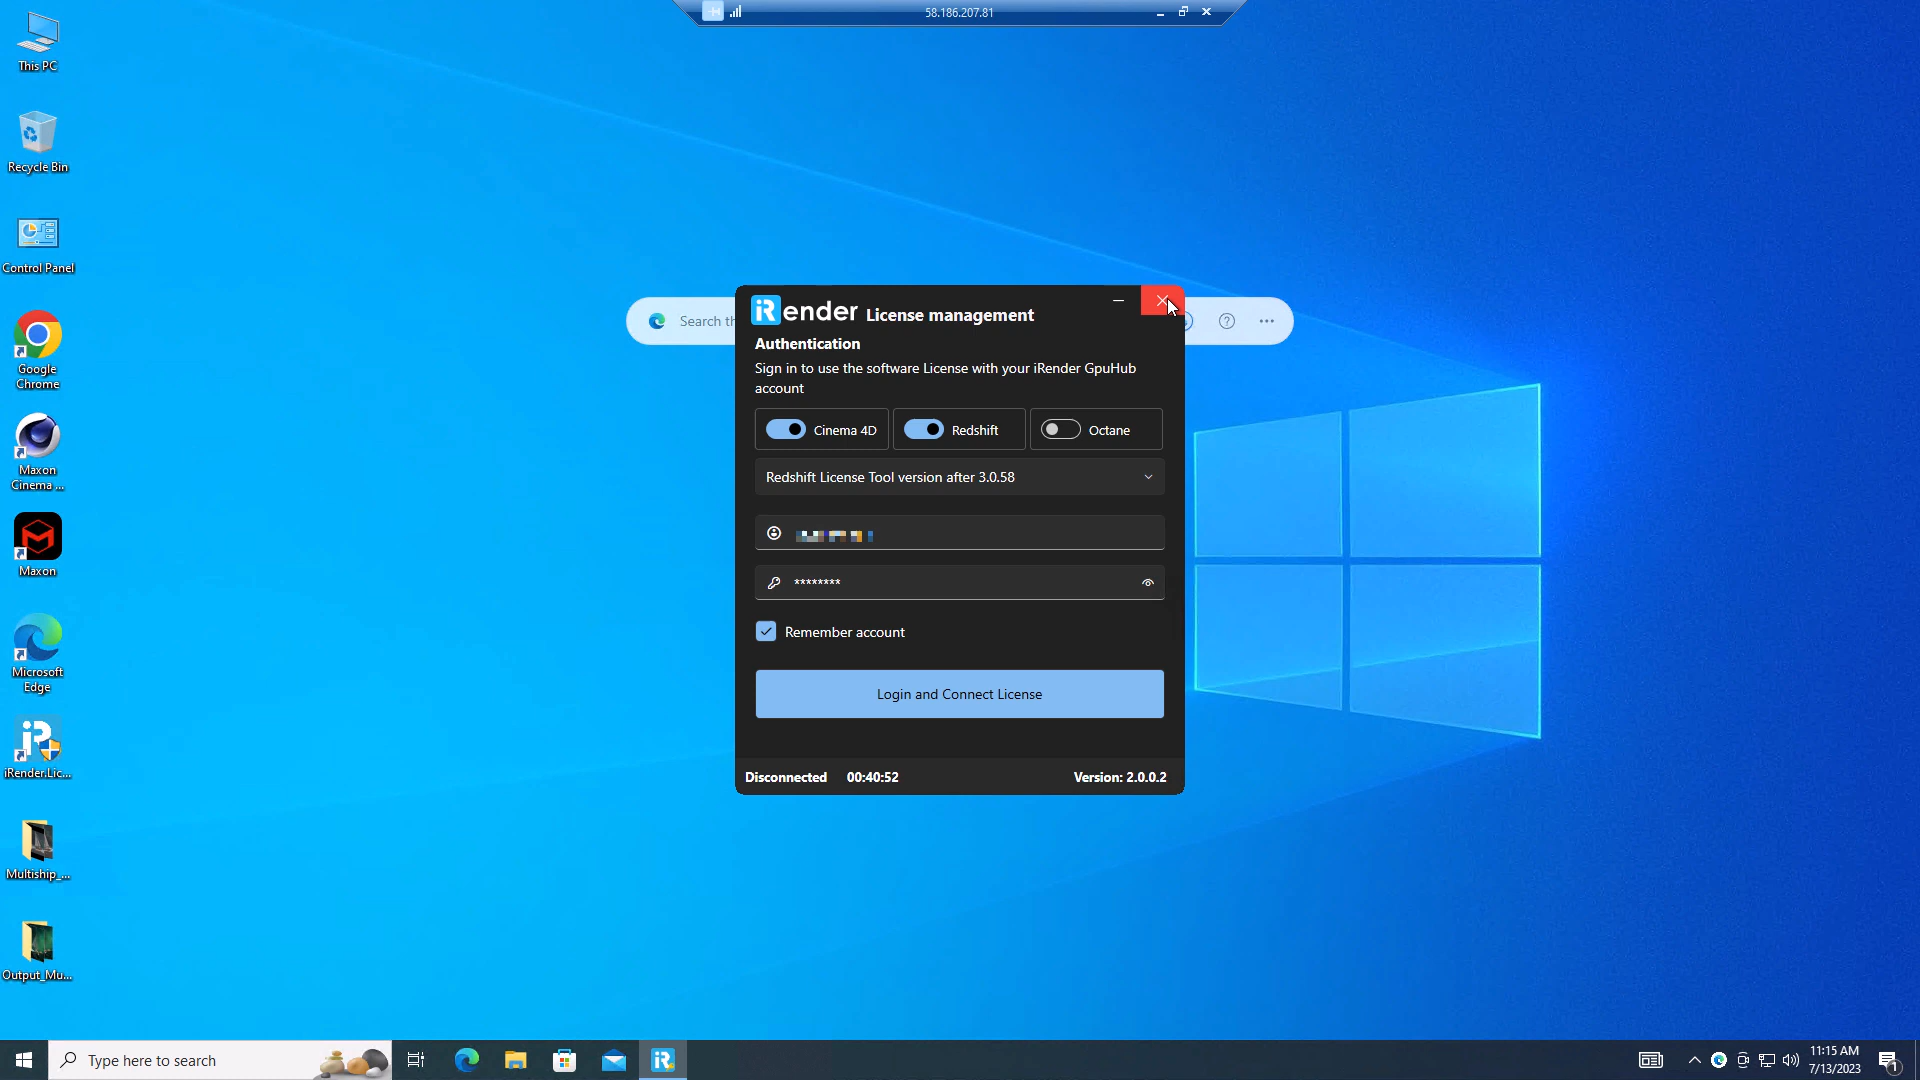 58.186.207.81
This PC
Recycle Bin
Control Panel
Google
Chrome
Maxon
Cinema ...
Maxon
Microsoft
Edge
iRender.Lic...
Multiship_...
Output_Mu...
Search th
iRender License management
Authentication
Sign in to use the software License with your iRender GpuHub
account
Cinema 4D
Redshift
Octane
Redshift License Tool version after 3.0.58
********
Remember account
Login and Connect License
Disconnected 00:40:52 Version: 2.0.0.2
Type here to search
11:15 AM
7/13/2023
1